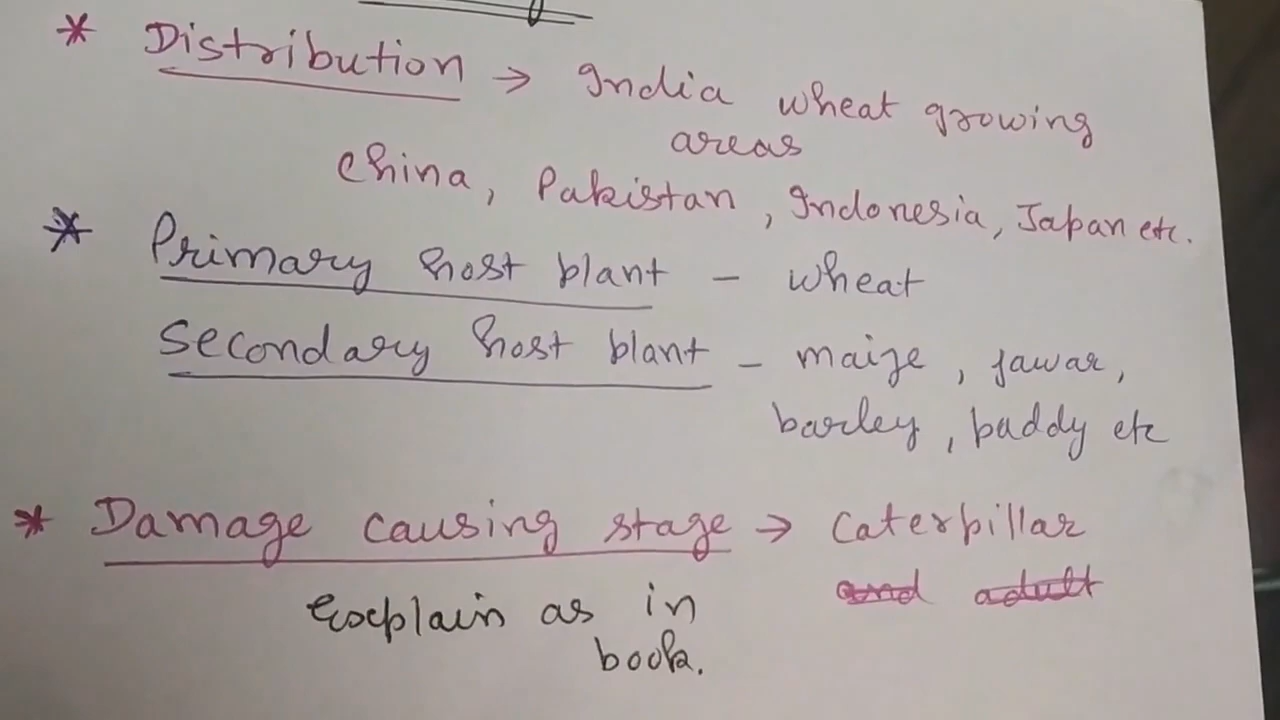 * Distribution → India wheat growing
areas
China, Pakistan, Indonesia, Japan etc.
* Primary host plant - wheat
Secondary host plant - maize, jawar,
barley, paddy etc
* Damage causing stage → Caterpillar
and adult
Explain as in
book.